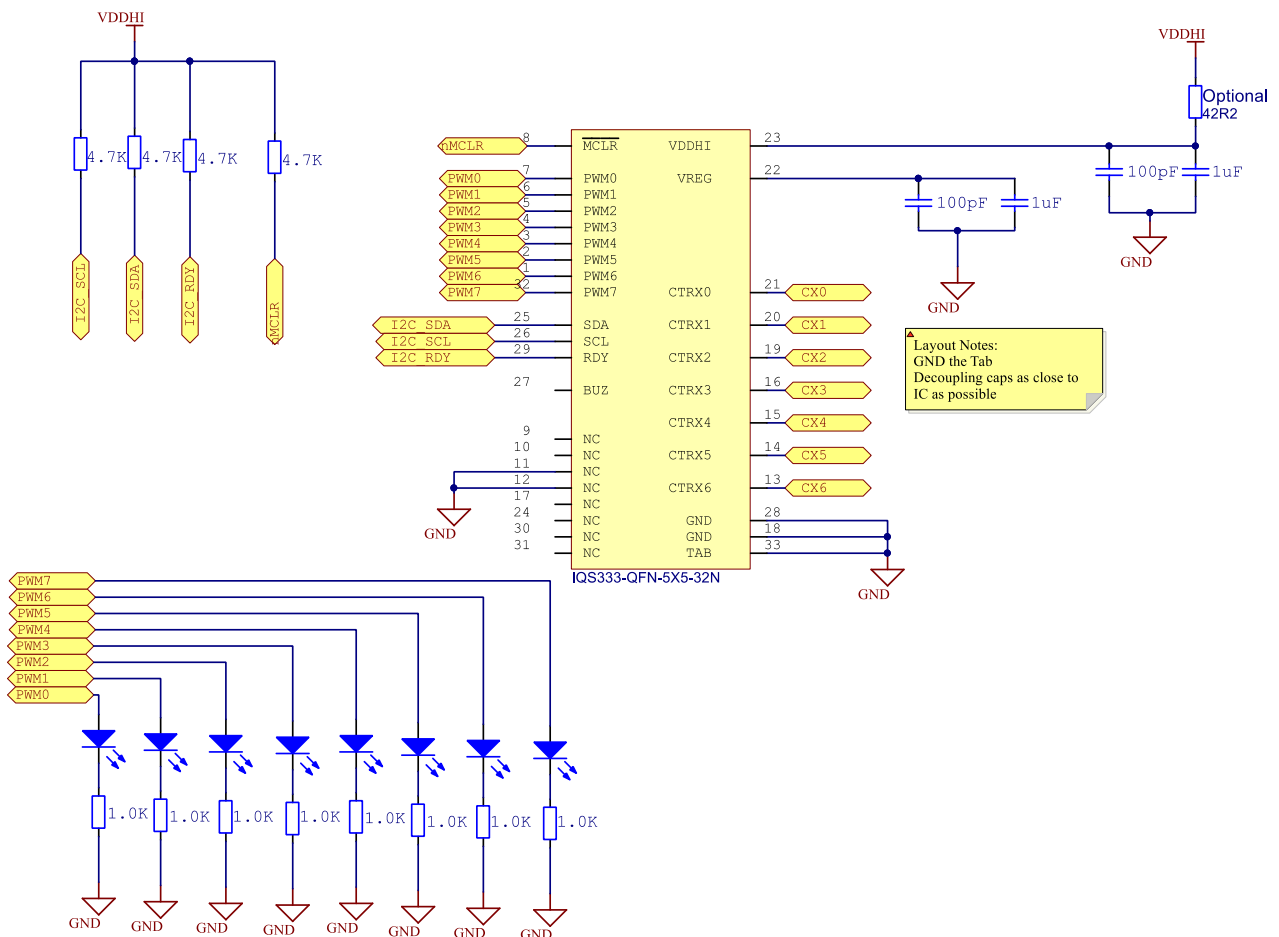 VDDHI
4.7K
4.7K
4.7K
4.7K
I2C_SCL
I2C_SDA
I2C_RDY
nMCLR
VDDHI
Optional
42R2
100pF
1uF
GND
100pF
1uF
GND
nMCLR
PWM0
PWM1
PWM2
PWM3
PWM4
PWM5
PWM6
PWM7
I2C_SDA
I2C_SCL
I2C_RDY
8
7
6
5
4
3
2
1
32
25
26
29
27
9
10
11
12
17
24
30
31
MCLR
PWM0
PWM1
PWM2
PWM3
PWM4
PWM5
PWM6
PWM7
SDA
SCL
RDY
BUZ
NC
NC
NC
NC
NC
NC
NC
NC
VDDHI
VREG
CTRX0
CTRX1
CTRX2
CTRX3
CTRX4
CTRX5
CTRX6
GND
GND
TAB
23
22
21
20
19
16
15
14
13
28
18
33
CX0
CX1
CX2
CX3
CX4
CX5
CX6
GND
GND
IQS333-QFN-5X5-32N
Layout Notes:
GND the Tab
Decoupling caps as close to
IC as possible
PWM7
PWM6
PWM5
PWM4
PWM3
PWM2
PWM1
PWM0
1.0K
1.0K
1.0K
1.0K
1.0K
1.0K
1.0K
1.0K
GND
GND
GND
GND
GND
GND
GND
GND